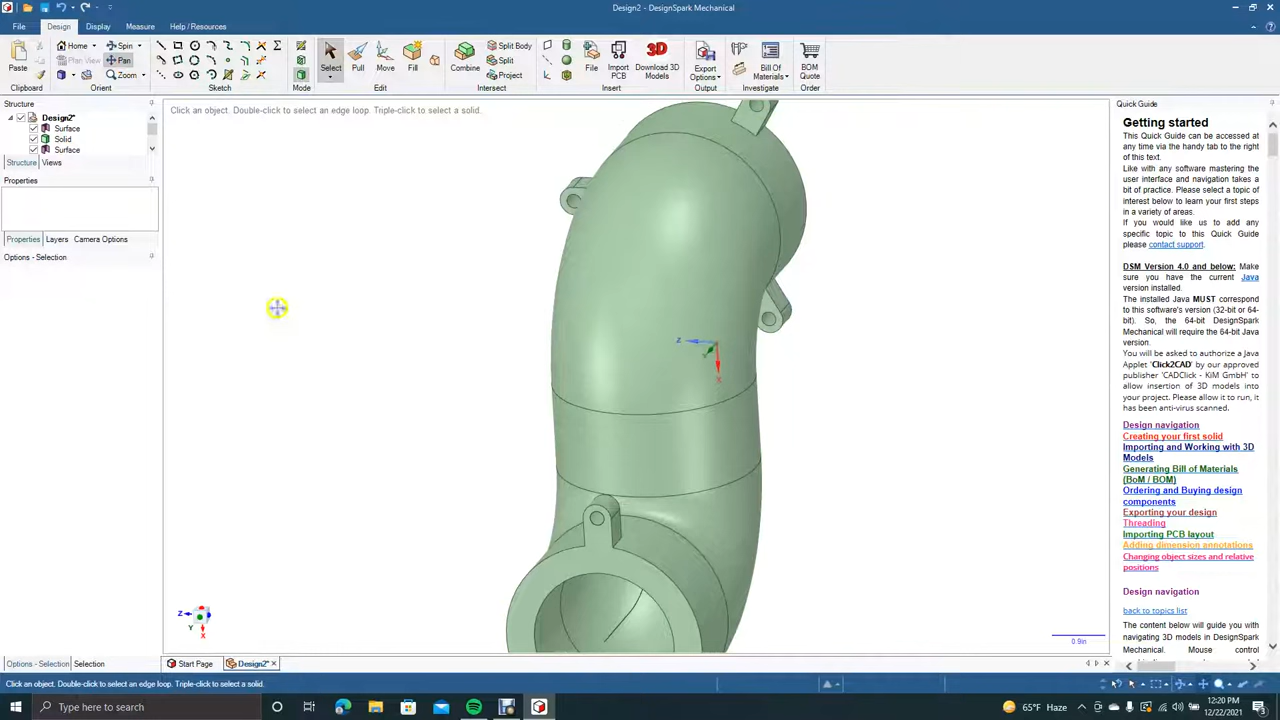 Design2 - DesignSpark Mechanical
File Design Display Measure Help / Resources
Paste
Clipboard
Home
Spin
Plan View
Pan
Zoom
Orient
Sketch
Mode
Select
Pull
Move
Fill
Edit
Combine
Split Body
Split
Project
Intersect
File
Import PCB
Download 3D Models
3D
Insert
Export Options
Output
Bill of Materials
Investigate
BOM Quote
Order
Structure
Design2*
Surface
Solid
Surface
Structure Views
Properties
Properties Layers Camera Options
Options - Selection
Click an object. Double-click to select an edge loop. Triple-click to select a solid.
Z
Y
X
Z
Y
X
0.9in
Quick Guide
Getting started
This Quick Guide can be accessed at
any time via the handy tab to the right
of this text.
Like with any software mastering the
user interface and navigation takes a
bit of practice. Please select a topic of
interest below to learn your first steps
in a variety of areas.
If you would like us to add any
specific topic to this Quick Guide
please contact support.
DSM Version 4.0 and below: Make
sure you have the current Java
version installed.
The installed Java MUST correspond
to this software's version (32-bit or 64-
bit). So, the 64-bit DesignSpark
Mechanical will require the 64-bit Java
version.
You will be asked to authorize a Java
Applet 'Click2CAD' by our approved
publisher 'CADClick - KiM GmbH' to
allow insertion of 3D models into
your project. Please allow it to run, it
has been anti-virus scanned.
Design navigation
Creating your first solid
Importing and Working with 3D
Models
Generating Bill of Materials
(BoM / BOM)
Ordering and Buying design
components
Exporting your design
Threading
Importing PCB layout
Adding dimension annotations
Changing object sizes and relative
positions
Design navigation
back to topics list
The content below will guide you with
navigating 3D models in DesignSpark
Mechanical. Mouse control
Options - Selection Selection
Start Page Design2*
Click an object. Double-click to select an edge loop. Triple-click to select a solid.
Type here to search
65°F Haze
12:20 PM
12/22/2021
3